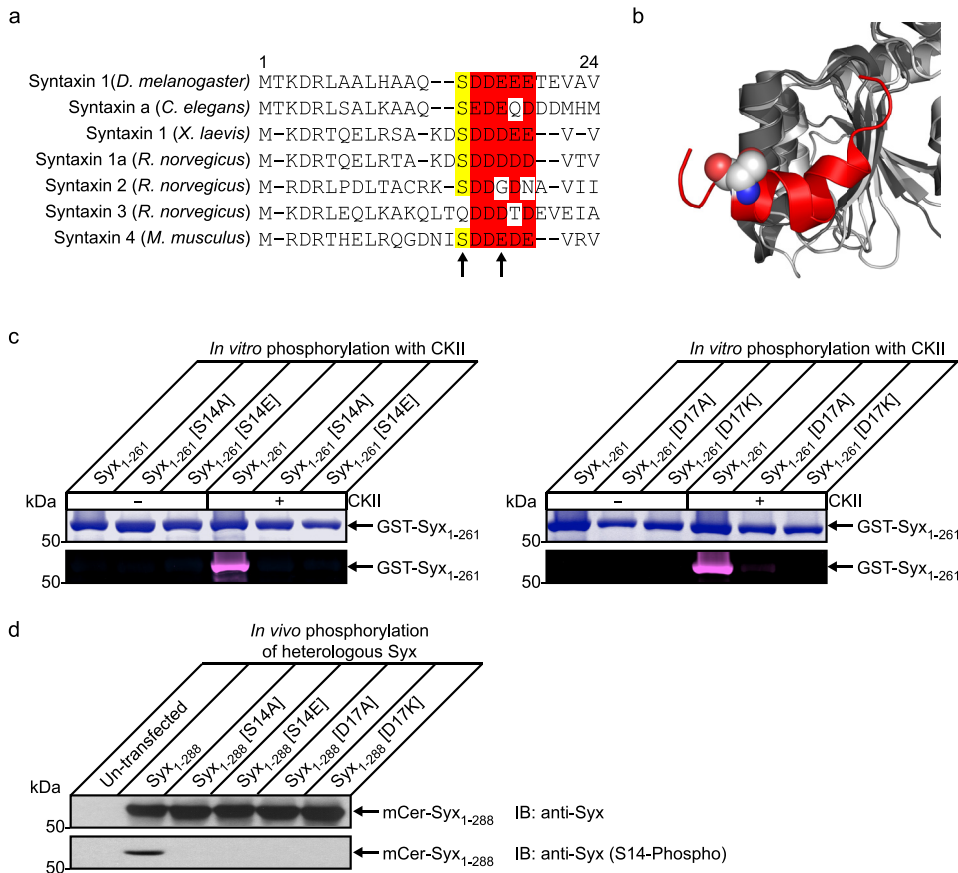 a
1 24
Syntaxin 1(D. melanogaster) MTKDRLAALHAAQ--SDDEEETEVAV
Syntaxin a (C. elegans) MTKDRLSALKAAQ--SEDEQDDDMHM
Syntaxin 1 (X. laevis) M-KDRTQELRSA-KDSDDDEE--V-V
Syntaxin 1a (R. norvegicus) M-KDRTQELRTA-KDSDDDDD--VTV
Syntaxin 2 (R. norvegicus) M-RDRLPDLTACRK-SDDGDNA-VII
Syntaxin 3 (R. norvegicus) M-RDRLEQLKAKQLTQDDDTDEVEIA
Syntaxin 4 (M. musculus) M-RDRTHELRQGDNISDDEDE--VRV
b
c
In vitro phosphorylation with CKII
Syx1-261
Syx1-261 [S14A]
Syx1-261 [S14E]
Syx1-261
Syx1-261 [S14A]
Syx1-261 [S14E]
kDa − + CKII
50 GST-Syx1-261
50 GST-Syx1-261
In vitro phosphorylation with CKII
Syx1-261
Syx1-261 [D17A]
Syx1-261 [D17K]
Syx1-261
Syx1-261 [D17A]
Syx1-261 [D17K]
kDa − + CKII
50 GST-Syx1-261
50 GST-Syx1-261
d
In vivo phosphorylation
of heterologous Syx
Un-transfected
Syx1-288
Syx1-288 [S14A]
Syx1-288 [S14E]
Syx1-288 [D17A]
Syx1-288 [D17K]
kDa
50 mCer-Syx1-288 IB: anti-Syx
50 mCer-Syx1-288 IB: anti-Syx (S14-Phospho)